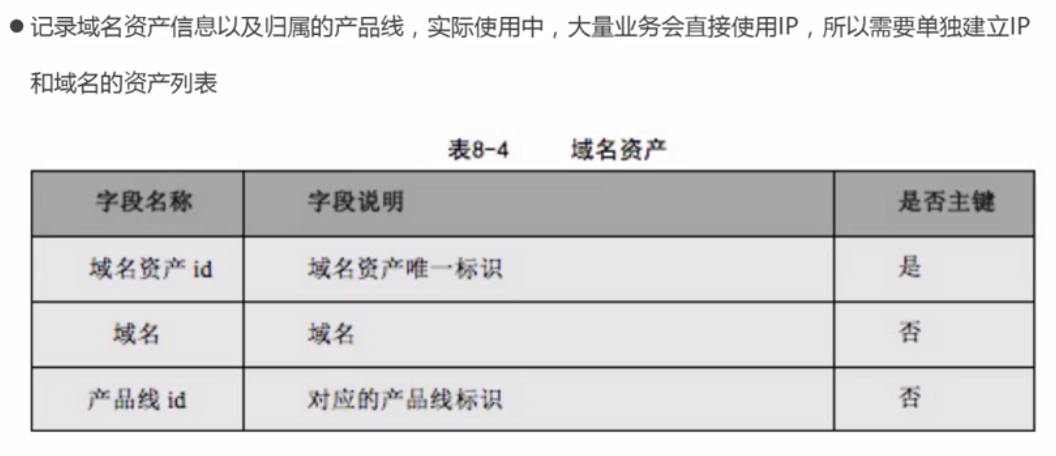 ● 记录域名资产信息以及归属的产品线，实际使用中，大量业务会直接使用IP，所以需要单独建立IP
和域名的资产列表
表8-4 域名资产
字段名称 字段说明 是否主键
域名资产 id 域名资产唯一标识 是
域名 域名 否
产品线 id 对应的产品线标识 否